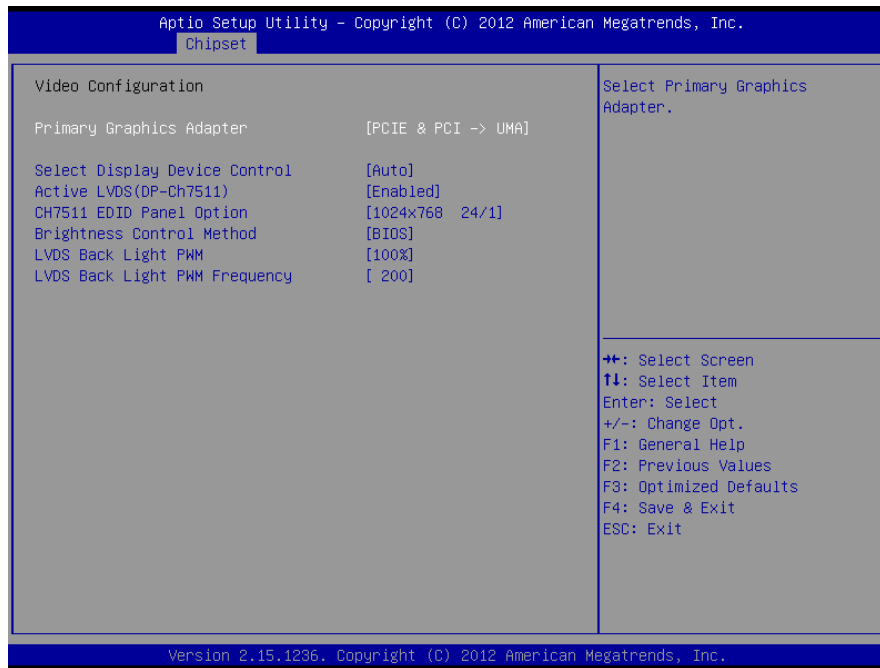 Aptio Setup Utility – Copyright (C) 2012 American Megatrends, Inc.
Chipset
Video Configuration
Primary Graphics Adapter [PCIE & PCI -> UMA]
Select Display Device Control [Auto]
Active LVDS(DP-Ch7511) [Enabled]
CH7511 EDID Panel Option [1024x768 24/1]
Brightness Control Method [BIOS]
LVDS Back Light PWM [100%]
LVDS Back Light PWM Frequency [ 200]
Select Primary Graphics
Adapter.
→←: Select Screen
↑↓: Select Item
Enter: Select
+/-: Change Opt.
F1: General Help
F2: Previous Values
F3: Optimized Defaults
F4: Save & Exit
ESC: Exit
Version 2.15.1236. Copyright (C) 2012 American Megatrends, Inc.